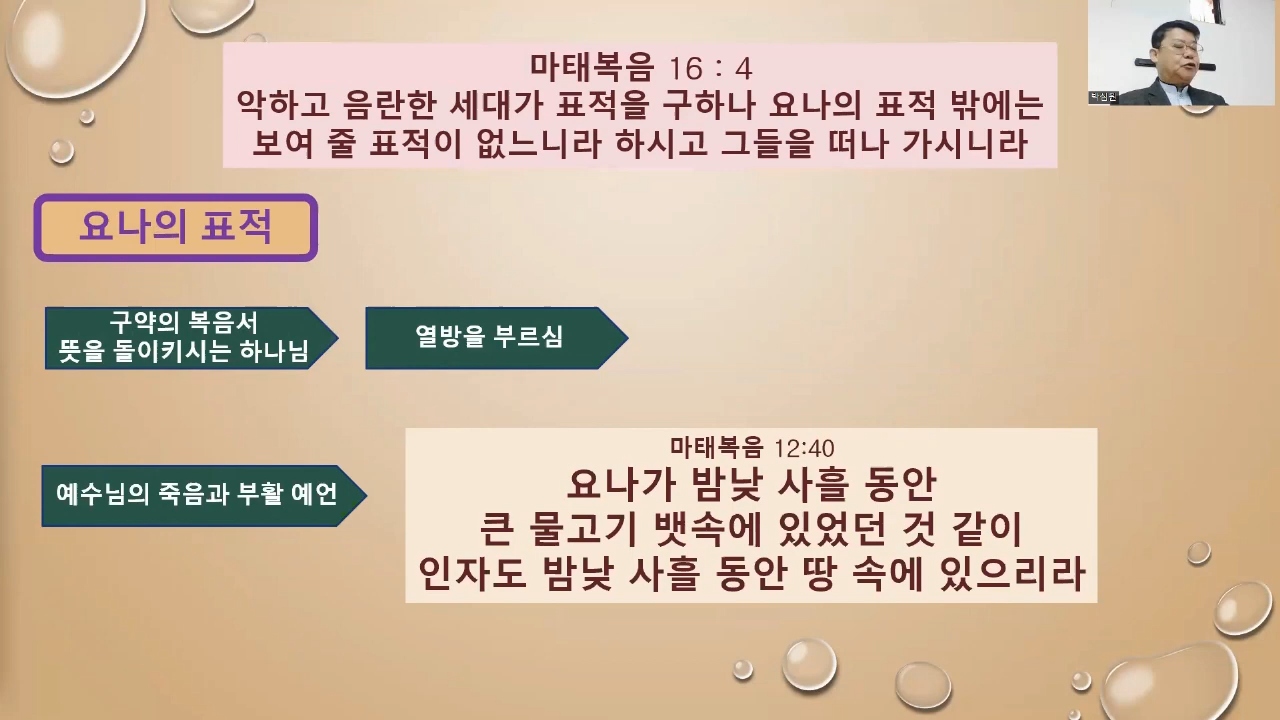 마태복음 16 : 4
악하고 음란한 세대가 표적을 구하나 요나의 표적 밖에는
보여 줄 표적이 없느니라 하시고 그들을 떠나 가시니라
요나의 표적
구약의 복음서
뜻을 돌이키시는 하나님
열방을 부르심
예수님의 죽음과 부활 예언
마태복음 12:40
요나가 밤낮 사흘 동안
큰 물고기 뱃속에 있었던 것 같이
인자도 밤낮 사흘 동안 땅 속에 있으리라